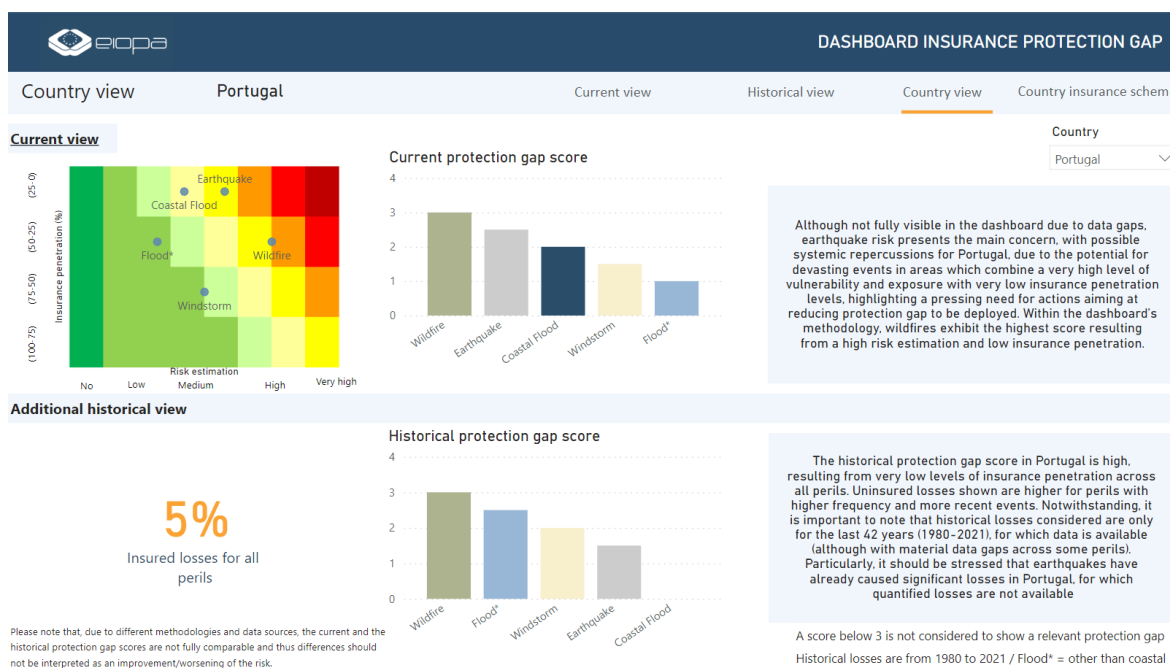 eiopa
DASHBOARD INSURANCE PROTECTION GAP
Country view
Portugal
Current view
Historical view
Country view
Country insurance schem
Current view
Country
Portugal
Insurance penetration (%)
(25-0)
(50-25)
(75-50)
(100-75)
Earthquake
Coastal Flood
Flood*
Wildfire
Windstorm
Risk estimation
No
Low
Medium
High
Very high
Current protection gap score
4
3
2
1
0
Wildfire
Earthquake
Coastal Flood
Windstorm
Flood*
Although not fully visible in the dashboard due to data gaps,
earthquake risk presents the main concern, with possible
systemic repercussions for Portugal, due to the potential for
devasting events in areas which combine a very high level of
vulnerability and exposure with very low insurance penetration
levels, highlighting a pressing need for actions aiming at
reducing protection gap to be deployed. Within the dashboard's
methodology, wildfires exhibit the highest score resulting
from a high risk estimation and low insurance penetration.
Additional historical view
5%
Insured losses for all
perils
Please note that, due to different methodologies and data sources, the current and the
historical protection gap scores are not fully comparable and thus differences should
not be interpreted as an improvement/worsening of the risk.
Historical protection gap score
4
3
2
1
0
Wildfire
Flood*
Windstorm
Earthquake
Coastal Flood
The historical protection gap score in Portugal is high,
resulting from very low levels of insurance penetration across
all perils. Uninsured losses shown are higher for perils with
higher frequency and more recent events. Notwithstanding, it
is important to note that historical losses considered are only
for the last 42 years (1980-2021), for which data is available
(although with material data gaps across some perils).
Particularly, it should be stressed that earthquakes have
already caused significant losses in Portugal, for which
quantified losses are not available
A score below 3 is not considered to show a relevant protection gap
Historical losses are from 1980 to 2021 / Flood* = other than coastal